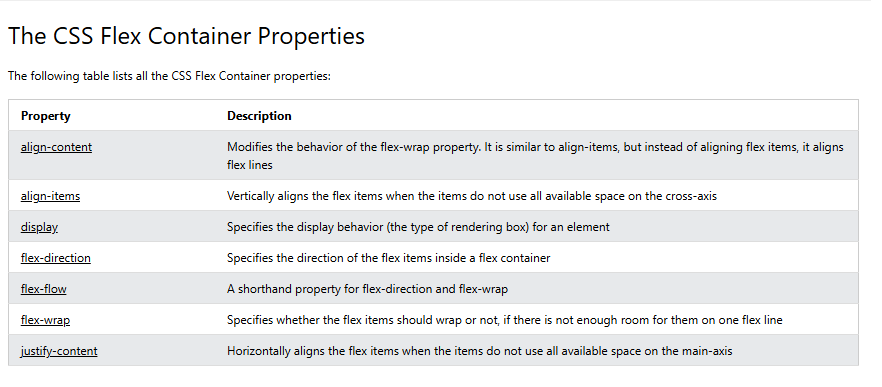 The CSS Flex Container Properties
The following table lists all the CSS Flex Container properties:
Property Description
align-content Modifies the behavior of the flex-wrap property. It is similar to align-items, but instead of aligning flex items, it aligns
flex lines
align-items Vertically aligns the flex items when the items do not use all available space on the cross-axis
display Specifies the display behavior (the type of rendering box) for an element
flex-direction Specifies the direction of the flex items inside a flex container
flex-flow A shorthand property for flex-direction and flex-wrap
flex-wrap Specifies whether the flex items should wrap or not, if there is not enough room for them on one flex line
justify-content Horizontally aligns the flex items when the items do not use all available space on the main-axis